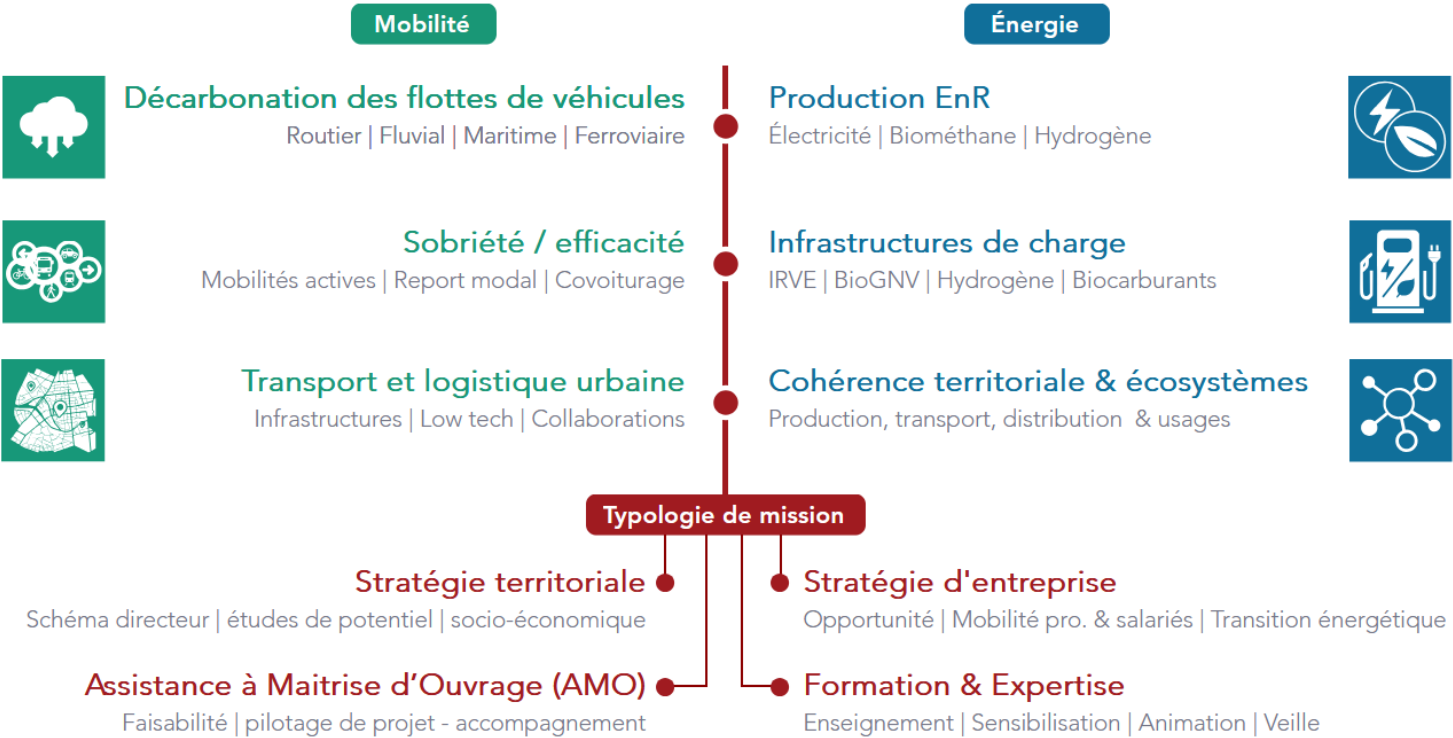 Mobilité
Énergie
Décarbonation des flottes de véhicules
Routier | Fluvial | Maritime | Ferroviaire
Production EnR
Électricité | Biométhane | Hydrogène
Sobriété / efficacité
Mobilités actives | Report modal | Covoiturage
Infrastructures de charge
IRVE | BioGNV | Hydrogène | Biocarburants
Transport et logistique urbaine
Infrastructures | Low tech | Collaborations
Cohérence territoriale & écosystèmes
Production, transport, distribution & usages
Typologie de mission
Stratégie territoriale
Schéma directeur | études de potentiel | socio-économique
Stratégie d'entreprise
Opportunité | Mobilité pro. & salariés | Transition énergétique
Assistance à Maitrise d’Ouvrage (AMO)
Faisabilité | pilotage de projet - accompagnement
Formation & Expertise
Enseignement | Sensibilisation | Animation | Veille